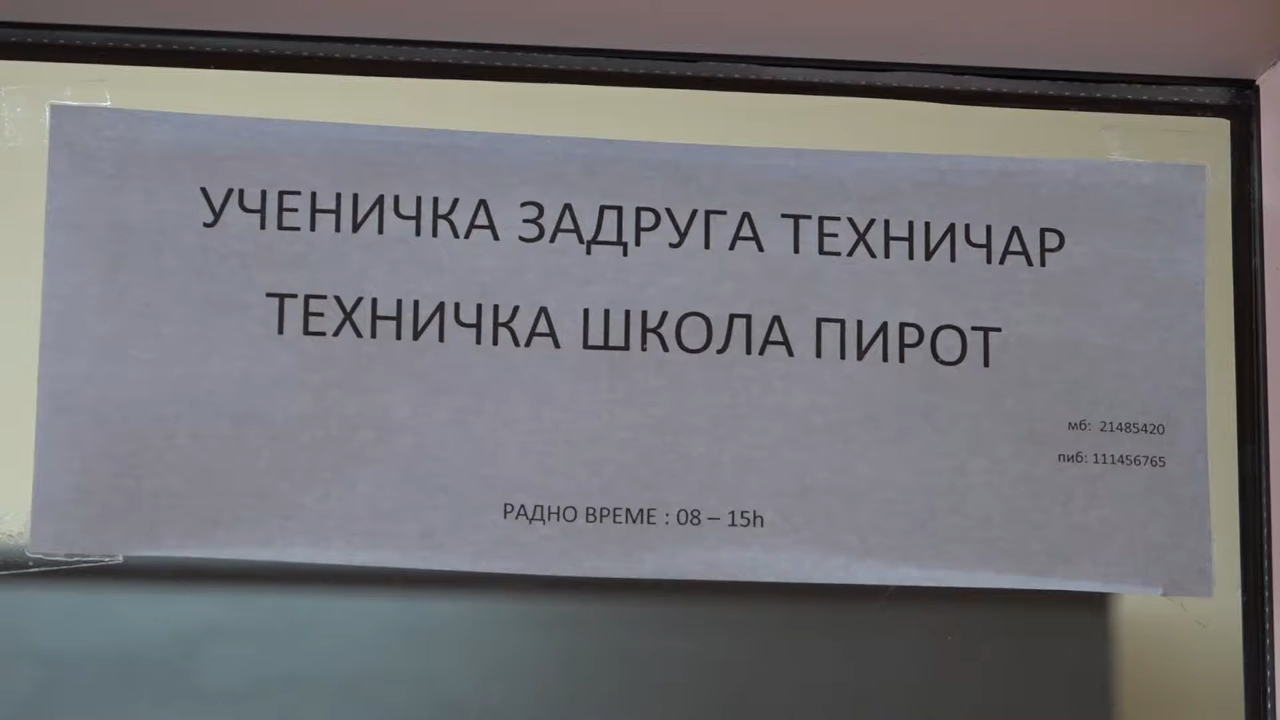 УЧЕНИЧКА ЗАДРУГА ТЕХНИЧАР
ТЕХНИЧКА ШКОЛА ПИРОТ
мб: 21485420
пиб: 111456765
РАДНО ВРЕМЕ : 08 – 15h